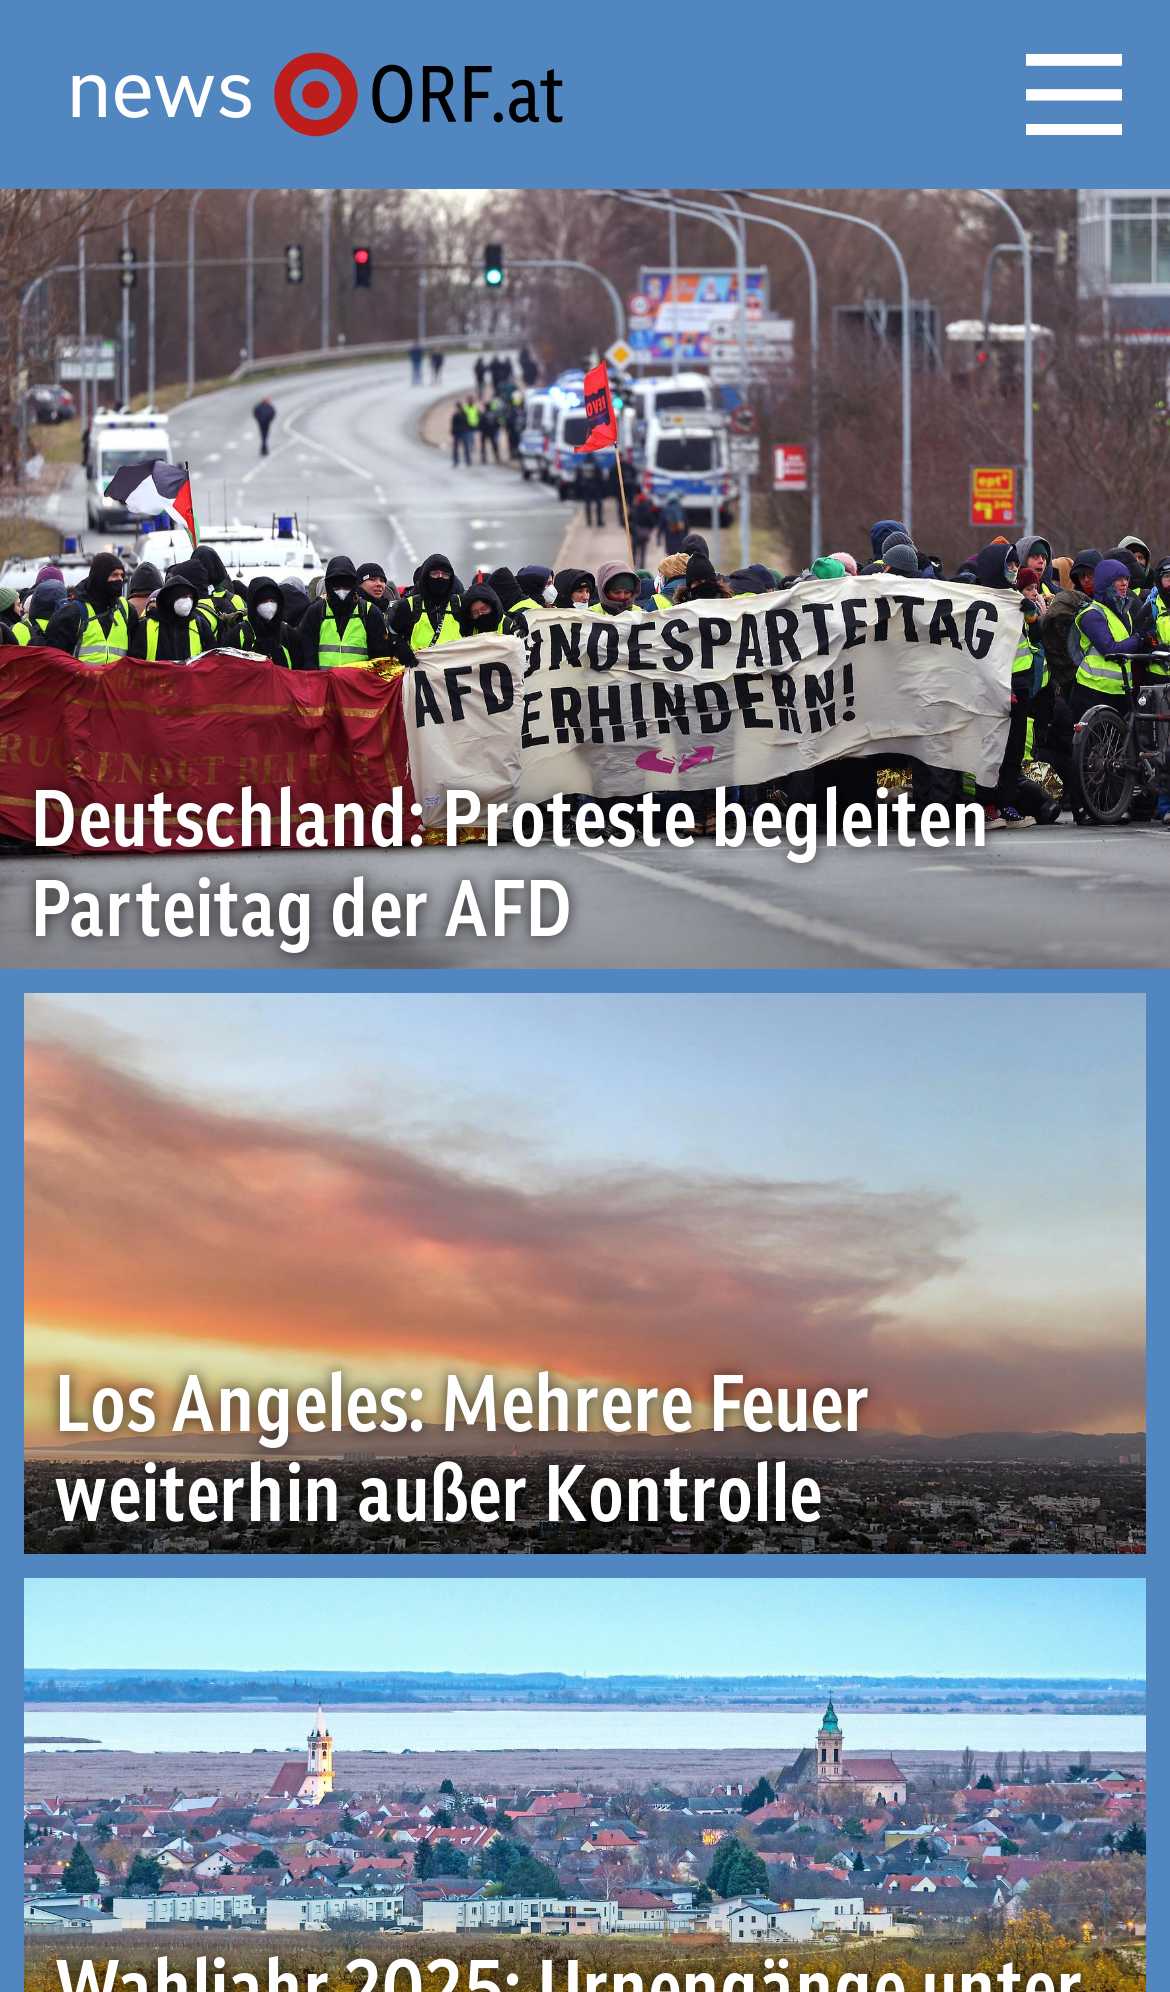 news ORF.at
AFD UNDESPARTEITAG
ERHINDERN!
Deutschland: Proteste begleiten
Parteitag der AFD
Los Angeles: Mehrere Feuer
weiterhin außer Kontrolle
Wahljahr 2025: Urnengänge unter